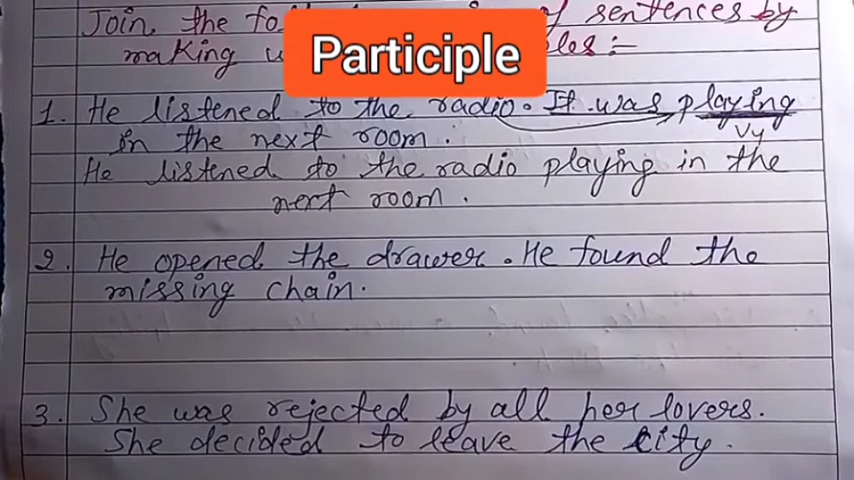 Join the fo
sentences by
making
Participle
1. He listened to the radio. It was playing
V4
in the next room.
He listened to the radio playing in the
next room.
2. He opened the drawer. He found the
missing chain.
3. She was rejected by all her lovers.
She decided to leave the city.